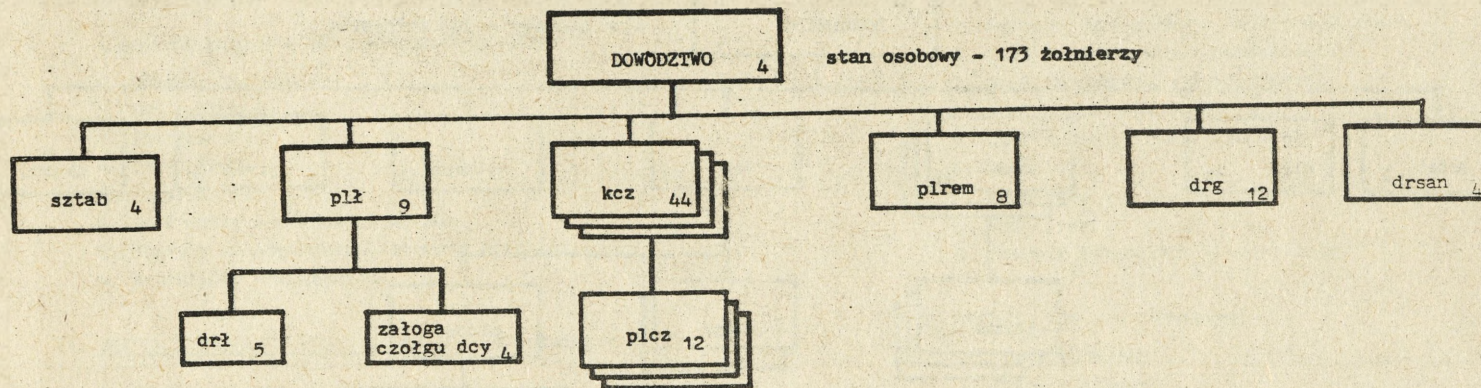 DOWÓDZTWO 4
stan osobowy - 173 żołnierzy
sztab 4
plł 9
kcz 44
plrem 8
drg 12
drsan 4
drł 5
załoga
czołgu dcy 4
plcz 12